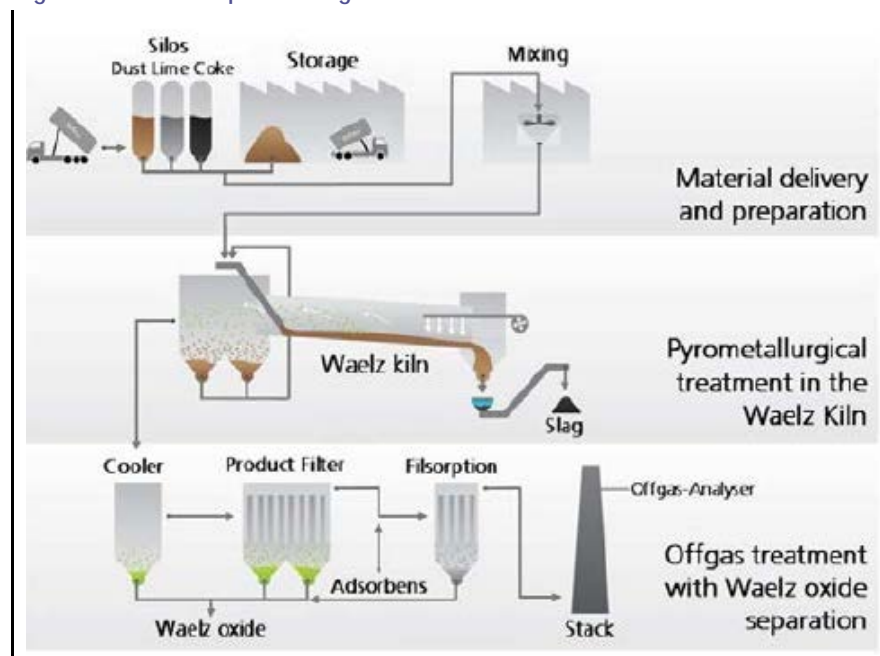 Silos
Dust Lime Coke
Storage
Mixing
Material delivery
and preparation
Waelz kiln
Slag
Pyrometallurgical
treatment in the
Waelz Kiln
Cooler
Product Filter
Filsorption
Offgas-Analyser
Adsorbens
Waelz oxide
Stack
Offgas treatment
with Waelz oxide
separation